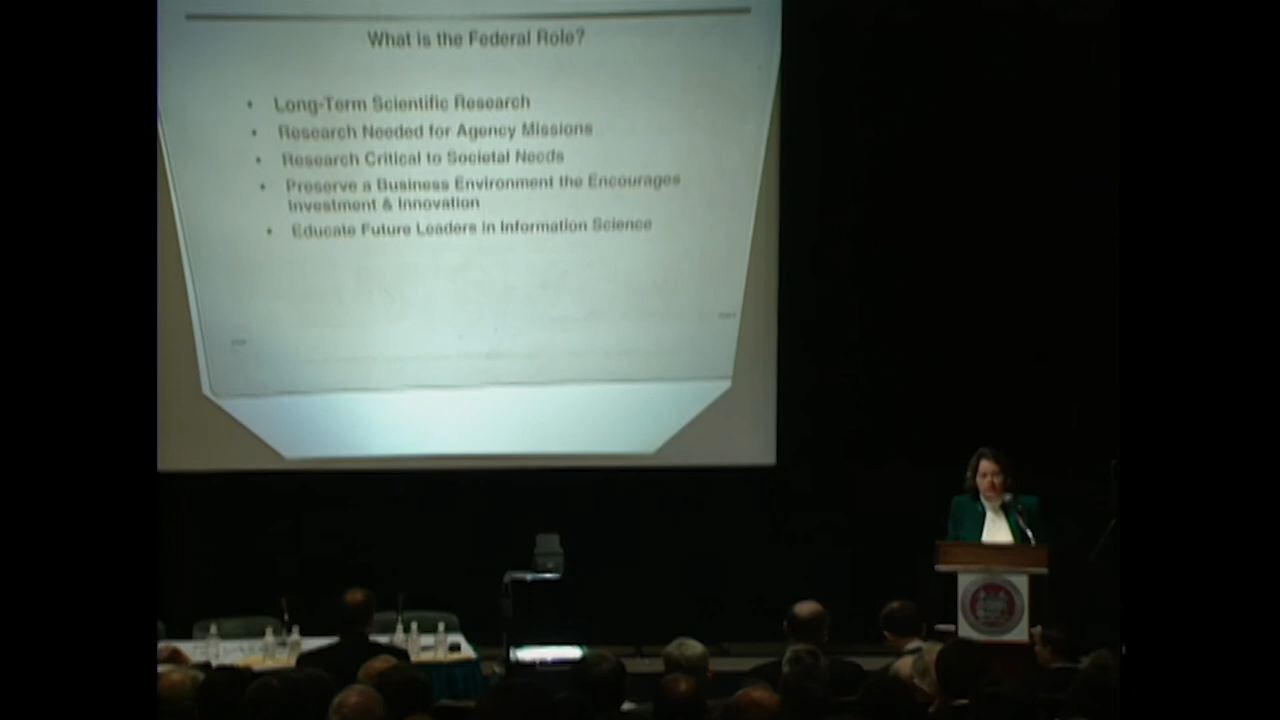 What is the Federal Role?
• Long-Term Scientific Research
• Research Needed for Agency Missions
• Research Critical to Societal Needs
• Preserve a Business Environment the Encourages
Investment & Innovation
• Educate Future Leaders in Information Science